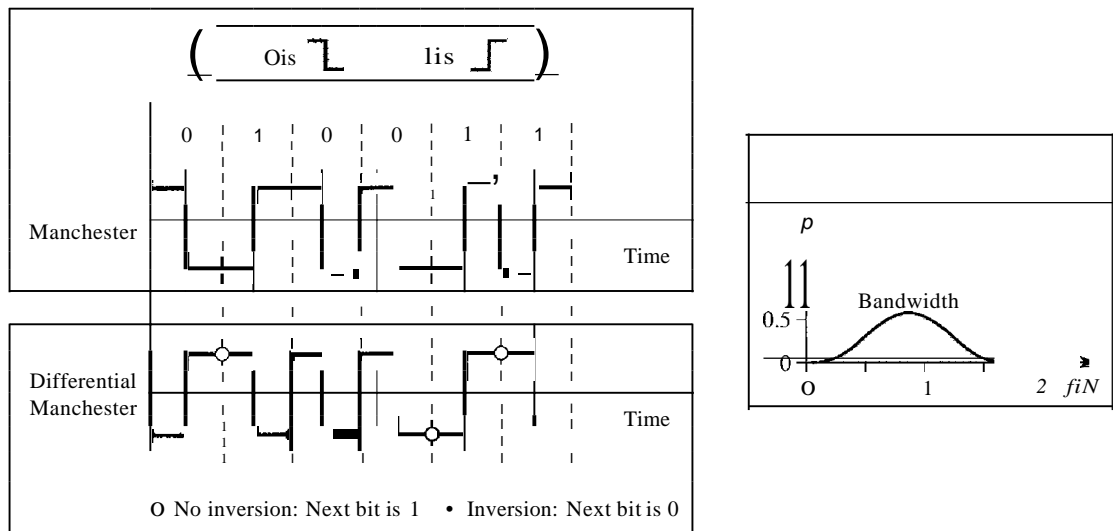 Ois lis
0 1 0 0 1 1
Manchester
Time
Differential
Manchester
Time
O No inversion: Next bit is 1 • Inversion: Next bit is 0
p
Bandwidth
0.5
0
O 1 2 fiN